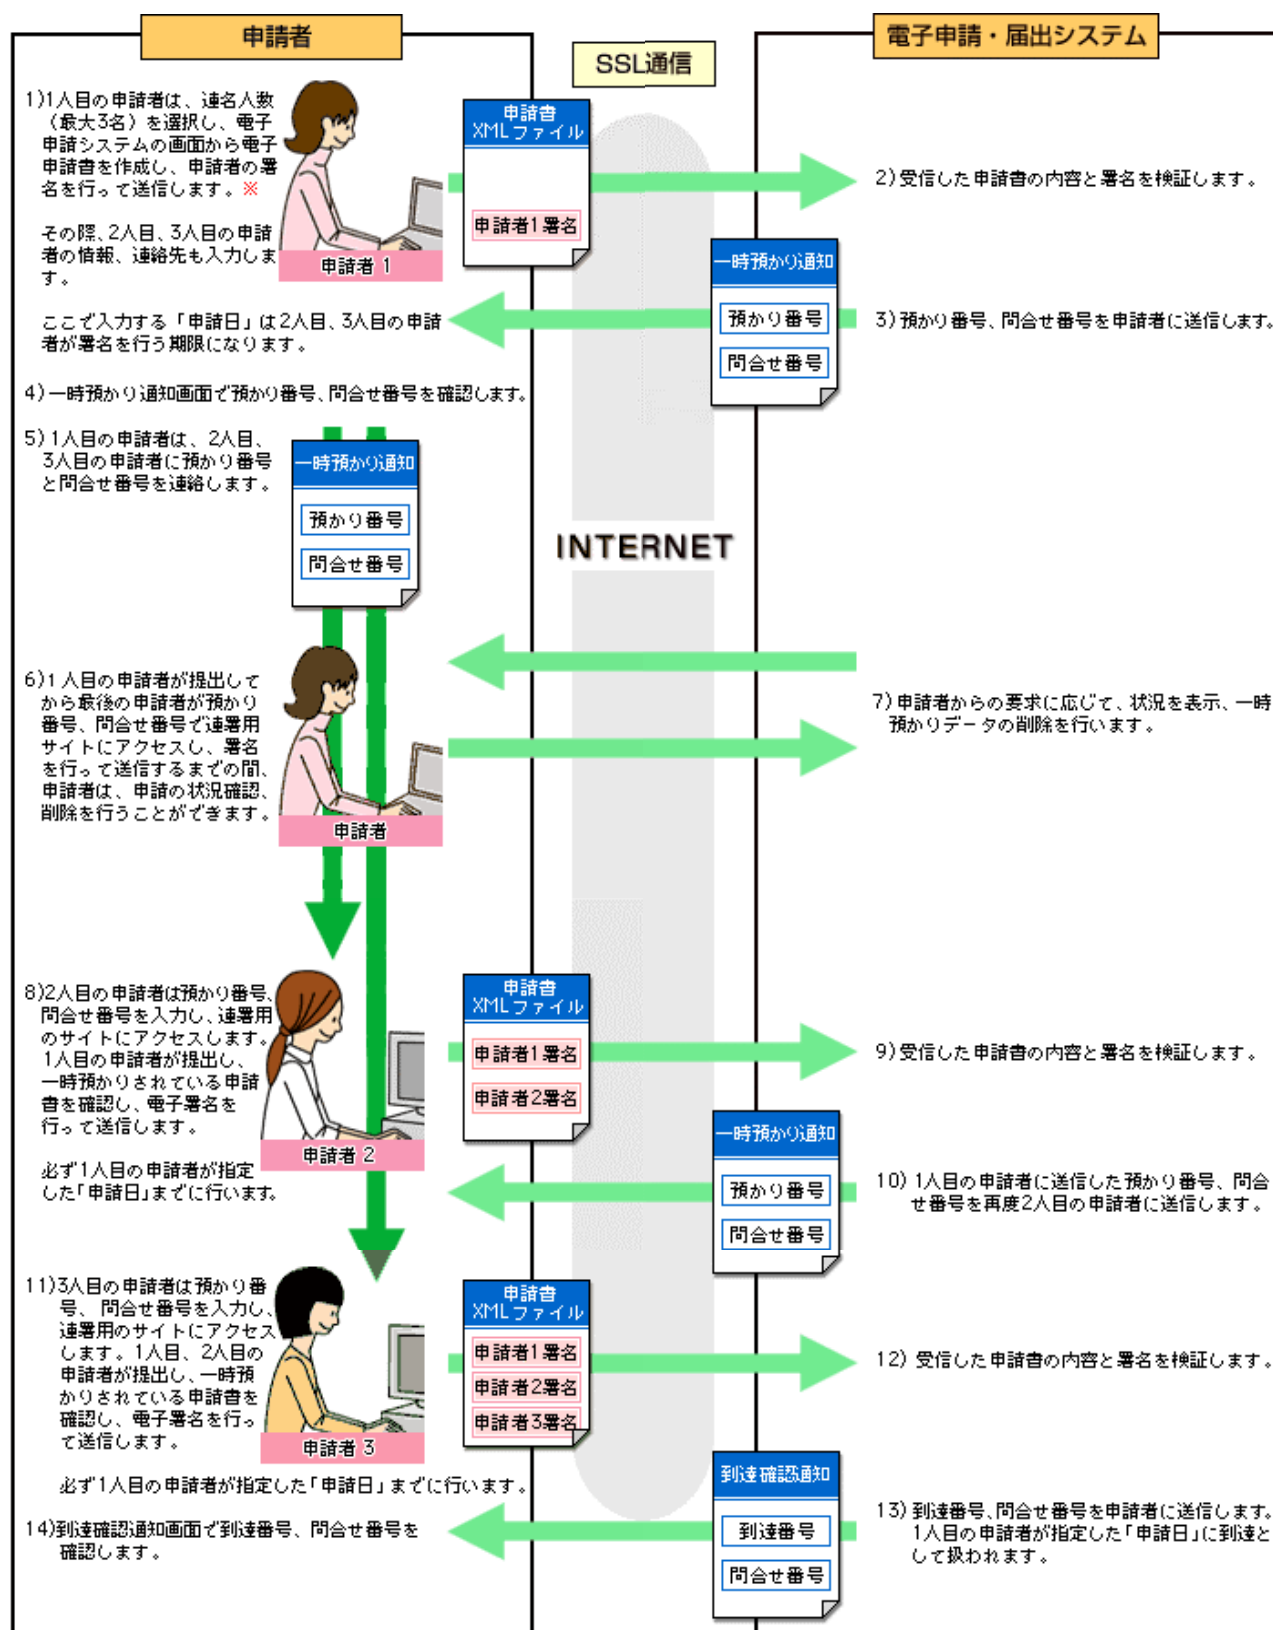 申請者
SSL通信
電子申請・届出システム
1)1人目の申請者は、連名人数
（最大3名）を選択し、電子
申請システムの画面から電子
申請書を作成し、申請者の署
名を行って送信します。※
その際、2人目、3人目の申請
者の情報、連絡先も入力しま
す。
ここで入力する「申請日」は2人目、3人目の申請
者が署名を行う期限になります。
申請者 1
申請書
XMLファイル
申請者1署名
2)受信した申請書の内容と署名を検証します。
一時預かり通知
預かり番号
問合せ番号
3)預かり番号、問合せ番号を申請者に送信します。
4)一時預かり通知画面で預かり番号、問合せ番号を確認します。
5)1人目の申請者は、2人目、
3人目の申請者に預かり番号
と問合せ番号を連絡します。
一時預かり通知
預かり番号
問合せ番号
INTERNET
6)1人目の申請者が提出して
から最後の申請者が預かり
番号、問合せ番号で連署用
サイトにアクセスし、署名
を行って送信するまでの間、
申請者は、申請の状況確認、
削除を行うことができます。
申請者
7)申請者からの要求に応じて、状況を表示、一時
預かりデータの削除を行います。
8)2人目の申請者は預かり番号、
問合せ番号を入力し、連署用
のサイトにアクセスします。
1人目の申請者が提出し、
一時預かりされている申請
書を確認し、電子署名を
行って送信します。
必ず1人目の申請者が指定
した「申請日」までに行います。
申請者 2
申請書
XMLファイル
申請者1署名
申請者2署名
9)受信した申請書の内容と署名を検証します。
一時預かり通知
預かり番号
問合せ番号
10)1人目の申請者に送信した預かり番号、問合
せ番号を再度2人目の申請者に送信します。
11)3人目の申請者は預かり番
号、問合せ番号を入力し、
連署用のサイトにアクセス
します。1人目、2人目の
申請者が提出し、一時預
かりされている申請書を
確認し、電子署名を行っ
て送信します。
必ず1人目の申請者が指定した「申請日」までに行います。
申請者 3
申請書
XMLファイル
申請者1署名
申請者2署名
申請者3署名
12)受信した申請書の内容と署名を検証します。
到達確認通知
到達番号
問合せ番号
13)到達番号、問合せ番号を申請者に送信します。
1人目の申請者が指定した「申請日」に到達と
して扱われます。
14)到達確認通知画面で到達番号、問合せ番号を
確認します。